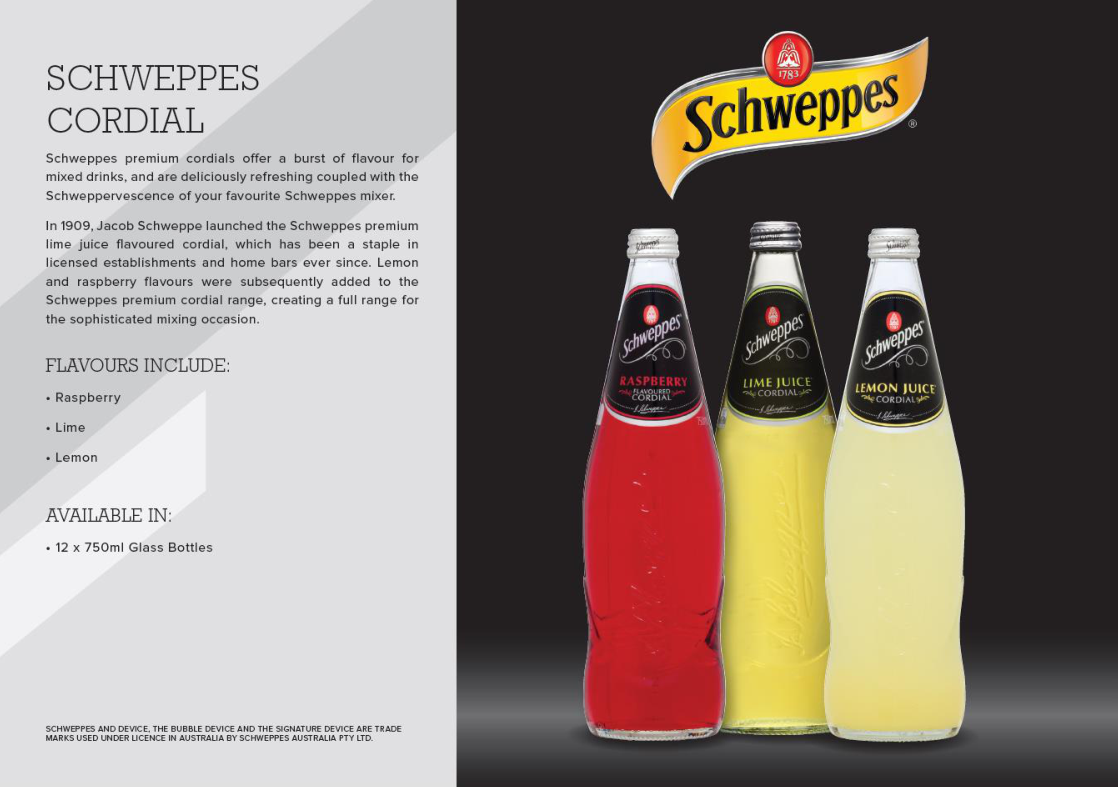 SCHWEPPES
CORDIAL
Schweppes premium cordials offer a burst of flavour for
mixed drinks, and are deliciously refreshing coupled with the
Schweppervescence of your favourite Schweppes mixer.
In 1909, Jacob Schweppe launched the Schweppes premium
lime juice flavoured cordial, which has been a staple in
licensed establishments and home bars ever since. Lemon
and raspberry flavours were subsequently added to the
Schweppes premium cordial range, creating a full range for
the sophisticated mixing occasion.
FLAVOURS INCLUDE:
• Raspberry
• Lime
• Lemon
AVAILABLE IN:
• 12 x 750ml Glass Bottles
SCHWEPPES AND DEVICE, THE BUBBLE DEVICE AND THE SIGNATURE DEVICE ARE TRADE
MARKS USED UNDER LICENCE IN AUSTRALIA BY SCHWEPPES AUSTRALIA PTY LTD.
1783
Schweppes
®
Schweppes
RASPBERRY
FLAVOURED
CORDIAL
Schweppes
LIME JUICE
CORDIAL
Schweppes
LEMON JUICE
CORDIAL